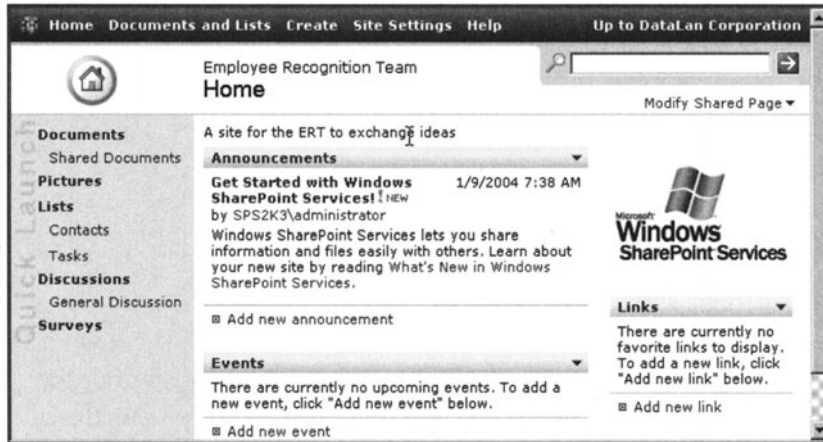 Home Documents and Lists Create Site Settings Help Up to DataLan Corporation
Employee Recognition Team
Home
Modify Shared Page
Quick Launch
Documents
Shared Documents
Pictures
Lists
Contacts
Tasks
Discussions
General Discussion
Surveys
A site for the ERT to exchange ideas
Announcements
Get Started with Windows 1/9/2004 7:38 AM
SharePoint Services! NEW
by SPS2K3\administrator
Windows SharePoint Services lets you share
information and files easily with others. Learn about
your new site by reading What's New in Windows
SharePoint Services.
Add new announcement
Events
There are currently no upcoming events. To add a
new event, click "Add new event" below.
Add new event
Microsoft
Windows
SharePoint Services
Links
There are currently no
favorite links to display.
To add a new link, click
"Add new link" below.
Add new link